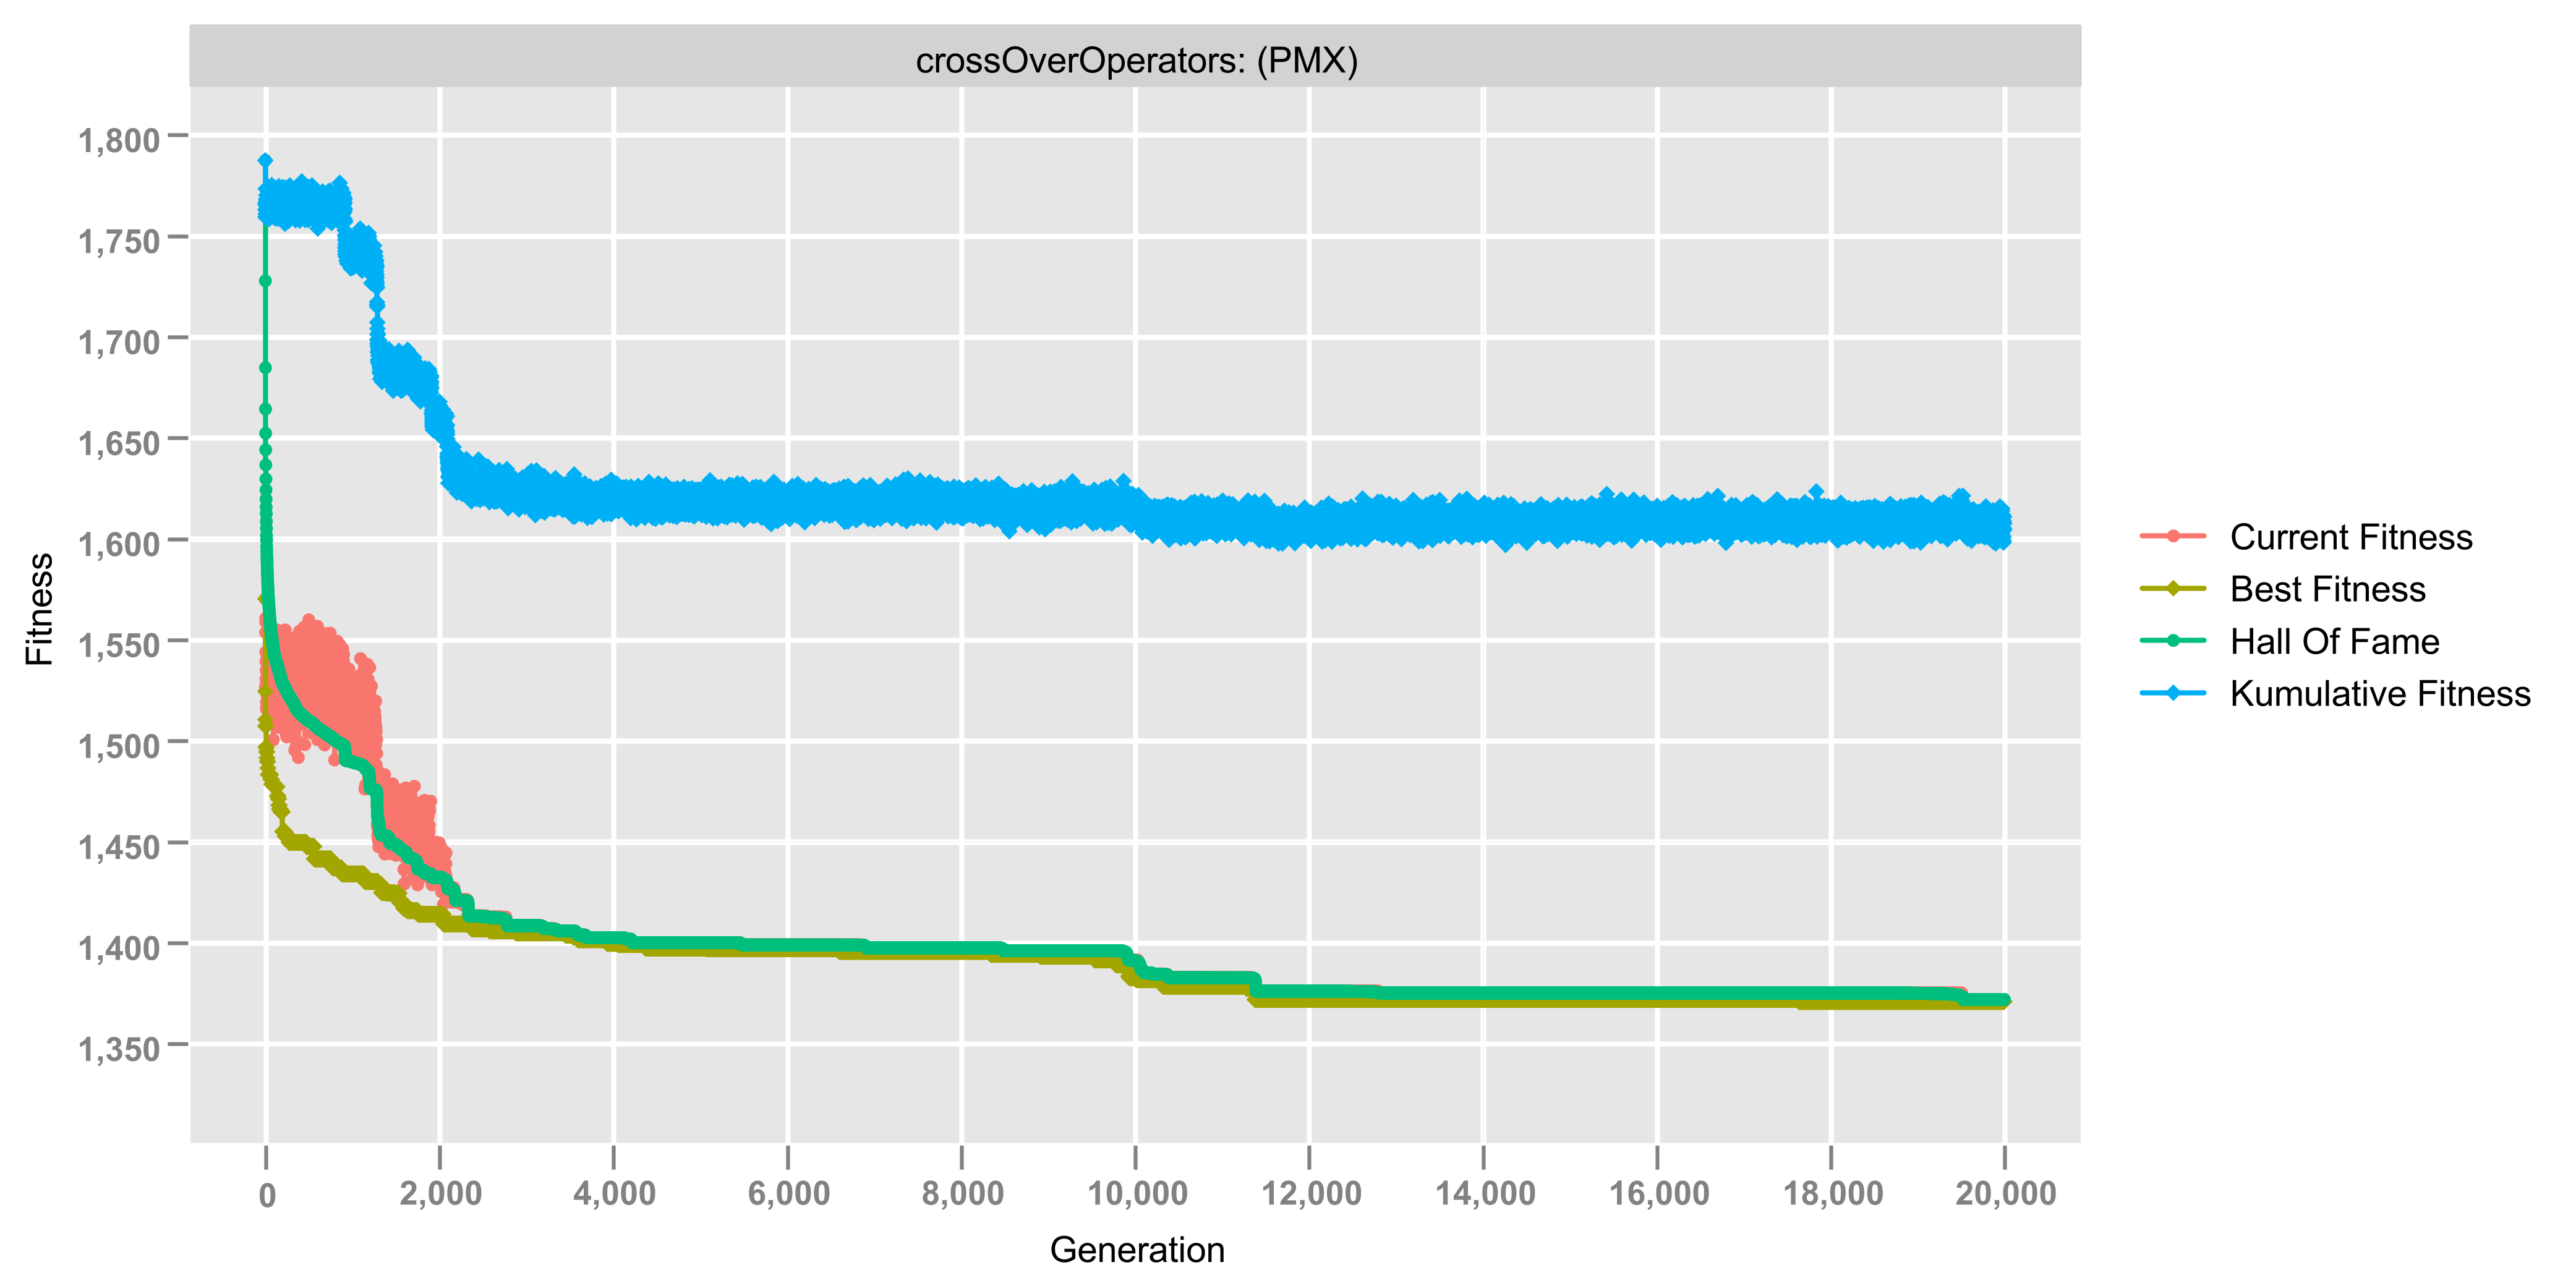 crossOverOperators: (PMX)
1,800
1,750
1,700
1,650
1,600
1,550
1,500
1,450
1,400
1,350
Fitness
0 2,000 4,000 6,000 8,000 10,000 12,000 14,000 16,000 18,000 20,000
Generation
Current Fitness
Best Fitness
Hall Of Fame
Kumulative Fitness